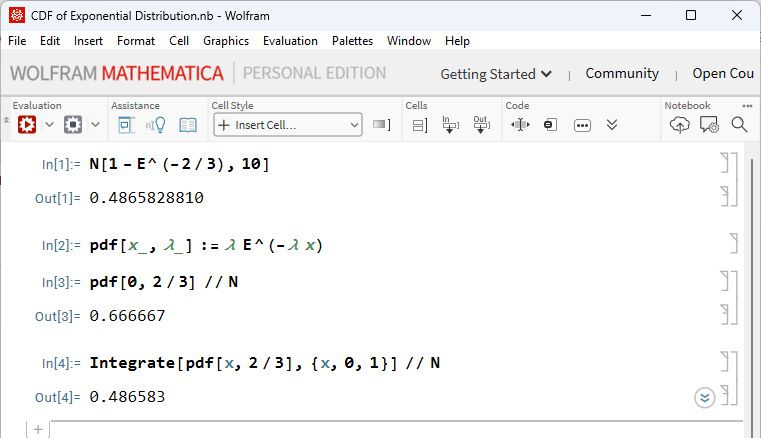 CDF of Exponential Distribution.nb - Wolfram
File Edit Insert Format Cell Graphics Evaluation Palettes Window Help
WOLFRAM MATHEMATICA | PERSONAL EDITION Getting Started | Community | Open Cou
Evaluation Assistance Cell Style Cells Code Notebook
+ Insert Cell... In[1] Out[2]
In[1]:= N[1 - E^(-2/3), 10]
Out[1]= 0.4865828810
In[2]:= pdf[x_, λ_] := λ E^(-λ x)
In[3]:= pdf[0, 2/3] // N
Out[3]= 0.666667
In[4]:= Integrate[pdf[x, 2/3], {x, 0, 1}] // N
Out[4]= 0.486583